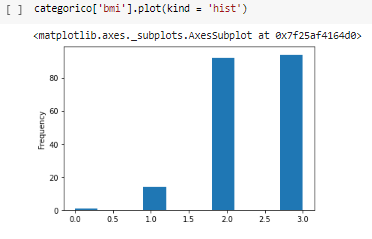 [ ] categorico['bmi'].plot(kind = 'hist')
<matplotlib.axes._subplots.AxesSubplot at 0x7f25af4164d0>
Frequency
80
60
40
20
0
0.0 0.5 1.0 1.5 2.0 2.5 3.0